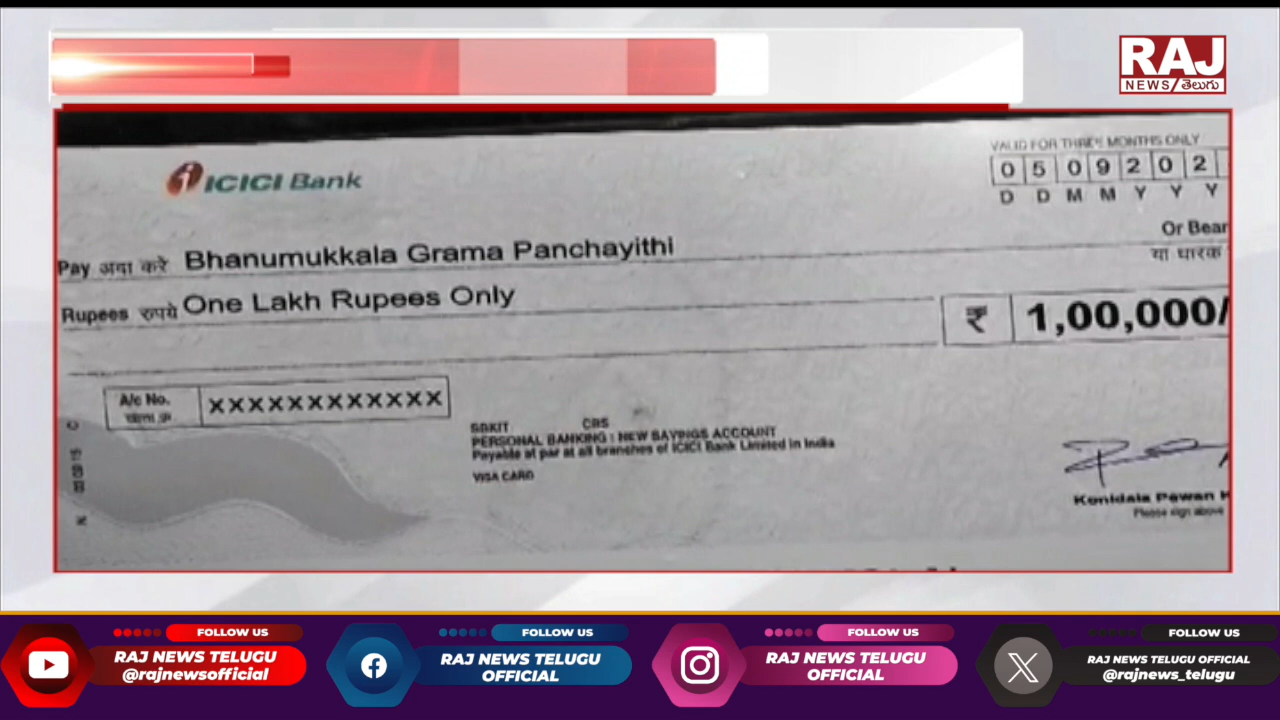 RAJ
NEWS తెలుగు
VALID FOR THREE MONTHS ONLY
0 5 0 9 2 0 2
D D M M Y Y Y
ICICI Bank
Pay अदा करें Bhanumukkala Grama Panchayithi
Or Bear
या धारक
Rupees रुपये One Lakh Rupees Only
₹ 1,00,000/
A/c No. XXXXXXXXXXXX
खाता क्र.
SBKIT CBS
PERSONAL BANKING : NEW SAVINGS ACCOUNT
Payable at par at all branches of ICICI Bank Limited in India
VISA CARD
Konidala Pawan K
Please sign above
FOLLOW US
RAJ NEWS TELUGU
@rajnewsofficial
FOLLOW US
RAJ NEWS TELUGU
OFFICIAL
FOLLOW US
RAJ NEWS TELUGU
OFFICIAL
FOLLOW US
RAJ NEWS TELUGU OFFICIAL
@rajnews_telugu